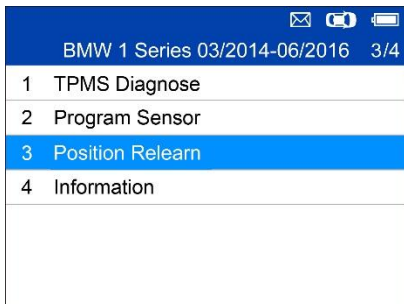 BMW 1 Series 03/2014-06/2016 3/4
1 TPMS Diagnose
2 Program Sensor
3 Position Relearn
4 Information